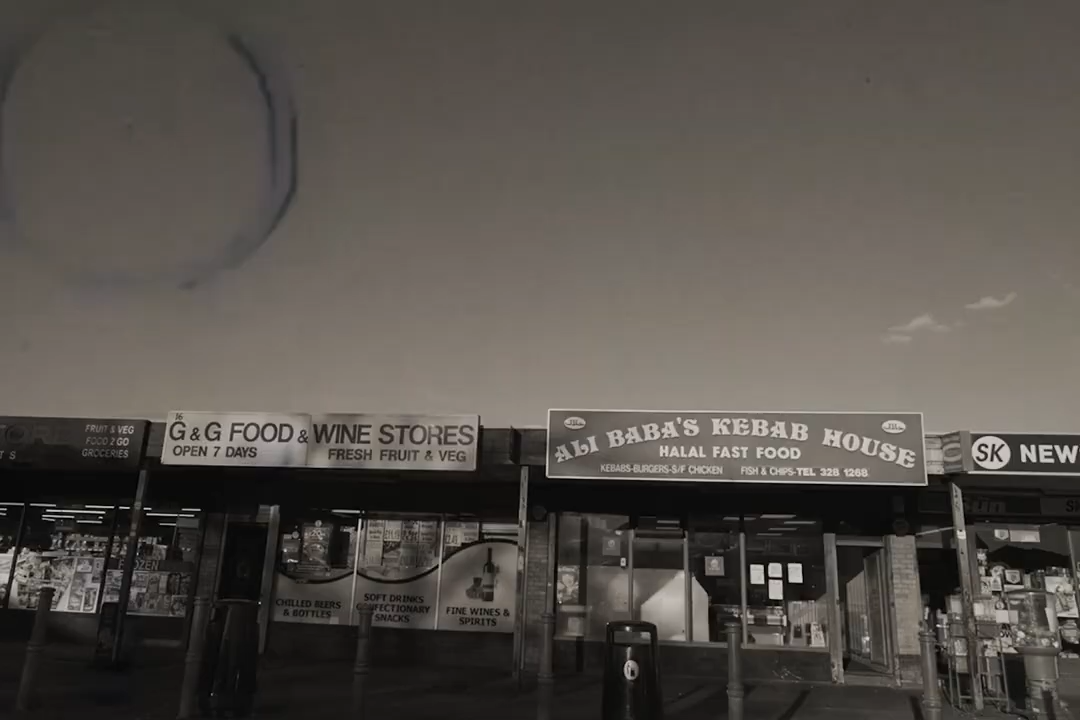 FRUIT & VEG
FOOD 2 GO
GROCERIES
16
G & G FOOD & WINE STORES
OPEN 7 DAYS
FRESH FRUIT & VEG
ALI BABA'S KEBAB HOUSE
HALAL FAST FOOD
KEBABS-BURGERS-S/F CHICKEN FISH & CHIPS-TEL 328 1268
SK NEW
FROZEN
CHILLED BEERS
& BOTTLES
SOFT DRINKS
CONFECTIONARY
SNACKS
FINE WINES &
SPIRITS